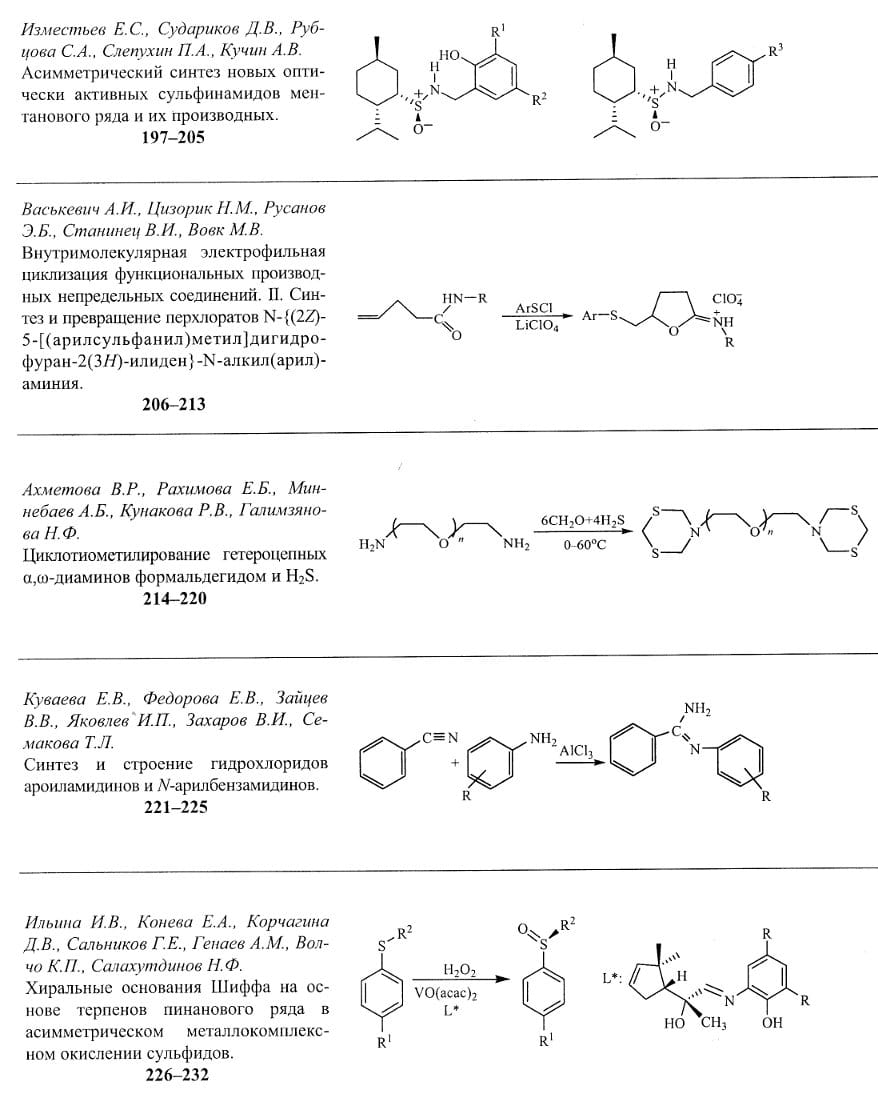 Изместьев Е.С., Судариков Д.В., Руб-
цова С.А., Слепухин П.А., Кучин А.В.
Асимметрический синтез новых опти-
чески активных сульфинамидов мен-
танового ряда и их производных.
197–205
R¹
HO
H
N
S
+
O–
R²
H
N
S
+
O–
R³
Васькевич А.И., Цизорик Н.М., Русанов
Э.Б., Станинец В.И., Вовк М.В.
Внутримолекулярная электрофильная
циклизация функциональных производ-
ных непредельных соединений. II. Син-
тез и превращение перхлоратов N-{(2Z)-
5-[(арилсульфанил)метил]дигидро-
фуран-2(3H)-илиден}-N-алкил(арил)-
аминия.
206–213
HN–R
O
ArSCl
LiClO₄
Ar–S
O
ClO₄⁻
+
NH
R
Ахметова В.Р., Рахимова Е.Б., Мин-
небаев А.Б., Кунакова Р.В., Галимзяно-
ва Н.Ф.
Циклотиометилирование гетероцепных
α,ω-диаминов формальдегидом и H₂S.
214–220
H₂N
O
n
NH₂
6CH₂O+4H₂S
0–60°C
S
S
N
O
n
N
S
S
Куваева Е.В., Федорова Е.В., Зайцев
В.В., Яковлев И.П., Захаров В.И., Се-
макова Т.Л.
Синтез и строение гидрохлоридов
ароиламидинов и N-арилбензамидинов.
221–225
C≡N
+
NH₂
R
AlCl₃
NH₂
C
N
R
Ильина И.В., Конева Е.А., Корчагина
Д.В., Сальников Г.Е., Генаев А.М., Вол-
чо К.П., Салахутдинов Н.Ф.
Хиральные основания Шиффа на ос-
нове терпенов пинанового ряда в
асимметрическом металлокомплекс-
ном окислении сульфидов.
226–232
S
R²
R¹
H₂O₂
VO(acac)₂
L*
O
S
R²
R¹
L*:
H
HO
CH₃
N
OH
R
R